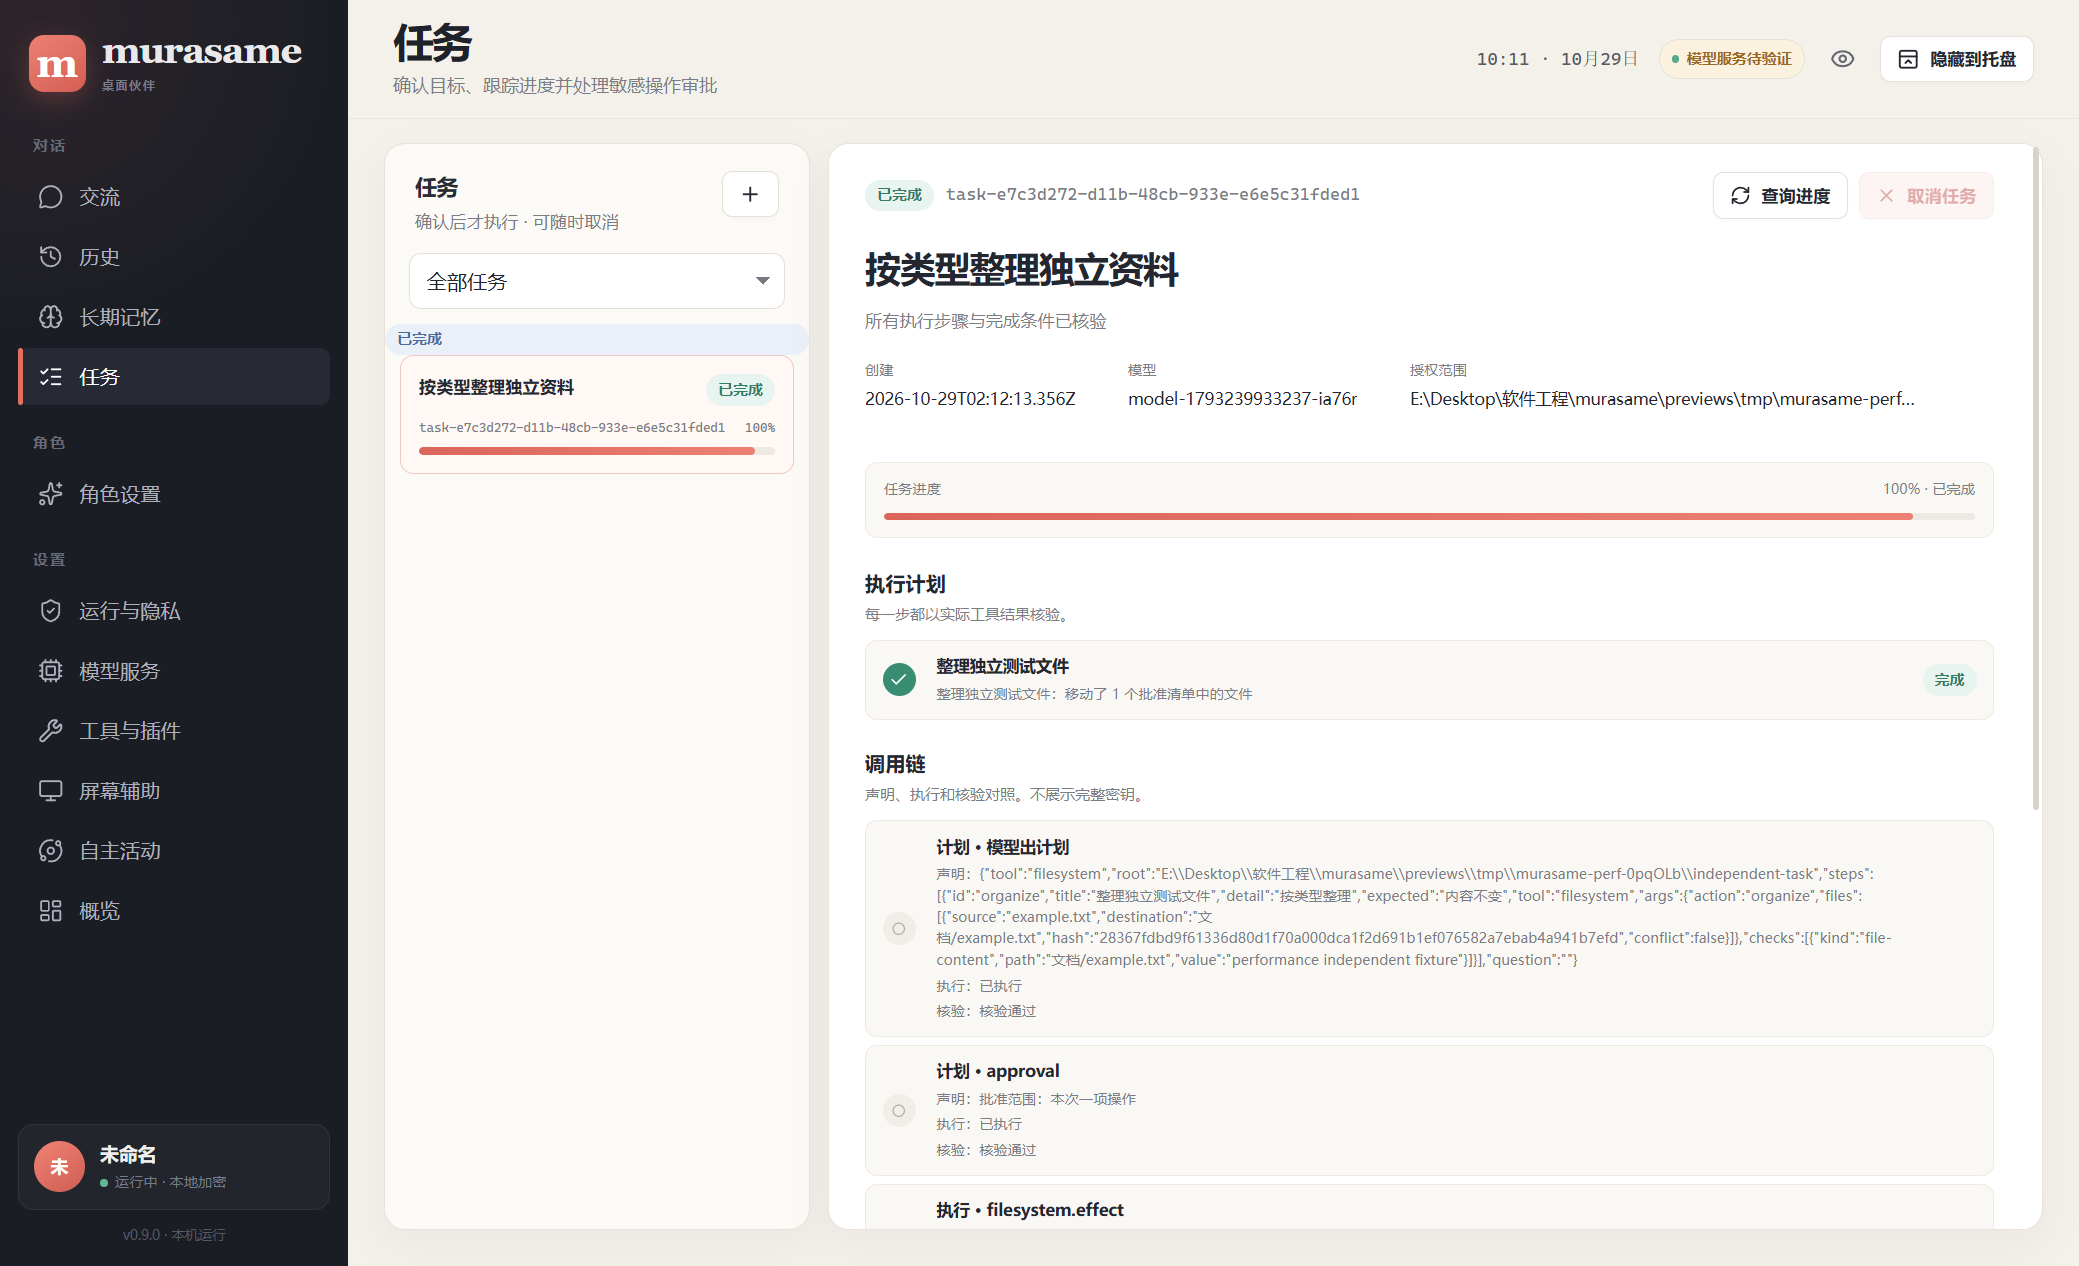 m murasame
桌面伙伴
对话
交流
历史
长期记忆
任务
角色
角色设置
设置
运行与隐私
模型服务
工具与插件
屏幕辅助
自主活动
概览
未
未命名
运行中 · 本地加密
v0.9.0 · 本机运行
任务
确认目标、跟踪进度并处理敏感操作审批
10:11 · 10月29日
模型服务待验证
隐藏到托盘
任务
确认后才执行 · 可随时取消
全部任务
已完成
按类型整理独立资料
已完成
task-e7c3d272-d11b-48cb-933e-e6e5c31fded1 100%
已完成 task-e7c3d272-d11b-48cb-933e-e6e5c31fded1
查询进度
取消任务
按类型整理独立资料
所有执行步骤与完成条件已核验
创建
2026-10-29T02:12:13.356Z
模型
model-1793239933237-ia76r
授权范围
E:\Desktop\软件工程\murasame\previews\tmp\murasame-perf...
任务进度
100% · 已完成
执行计划
每一步都以实际工具结果核验。
整理独立测试文件
整理独立测试文件：移动了 1 个批准清单中的文件
完成
调用链
声明、执行和核验对照。不展示完整密钥。
计划 • 模型出计划
声明：{"tool":"filesystem","root":"E:\\Desktop\\软件工程\\murasame\\previews\\tmp\\murasame-perf-0pqOLb\\independent-task","steps":
[{"id":"organize","title":"整理独立测试文件","detail":"按类型整理","expected":"内容不变","tool":"filesystem","args":{"action":"organize","files":
[{"source":"example.txt","destination":"文
档/example.txt","hash":"28367fdbd9f61336d80d1f70a000dca1f2d691b1ef076582a7ebab4a941b7efd","conflict":false}]},"checks":[{"kind":"file-
content","path":"文档/example.txt","value":"performance independent fixture"}]}],"question":""}
执行：已执行
核验：核验通过
计划 • approval
声明：批准范围：本次一项操作
执行：已执行
核验：核验通过
执行 • filesystem.effect